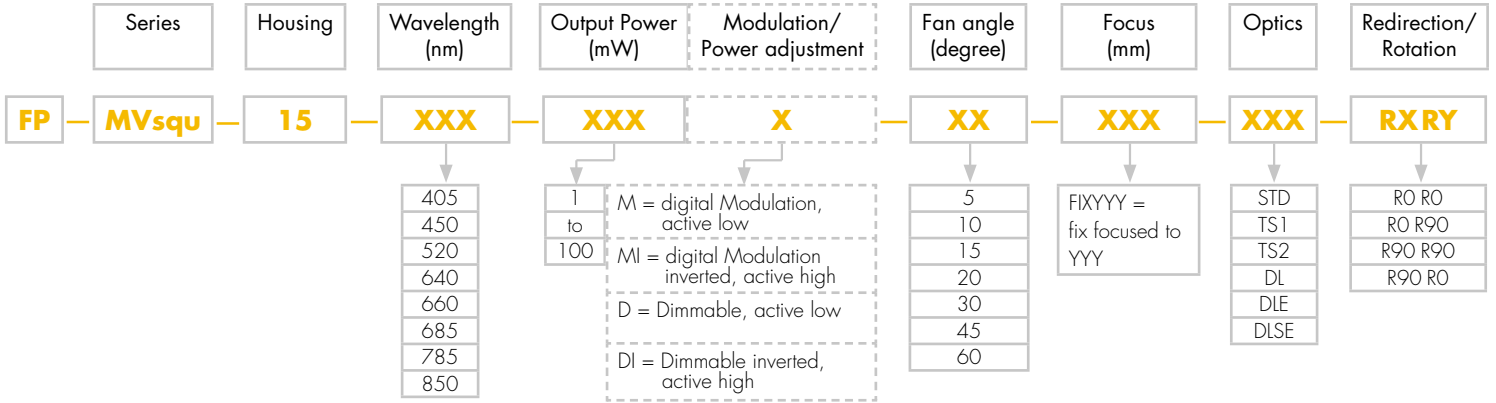 Series
Housing
Wavelength
(nm)
Output Power
(mW)
Modulation/
Power adjustment
Fan angle
(degree)
Focus
(mm)
Optics
Redirection/
Rotation
FP — MVsqu — 15 — XXX — XXX X — XX — XXX — XXX — RX RY
405
450
520
640
660
685
785
850
1
to
100
M = digital Modulation,
active low
MI = digital Modulation
inverted, active high
D = Dimmable, active low
DI = Dimmable inverted,
active high
5
10
15
20
30
45
60
FIXYYY =
fix focused to
YYY
STD
TS1
TS2
DL
DLE
DLSE
R0 R0
R0 R90
R90 R90
R90 R0